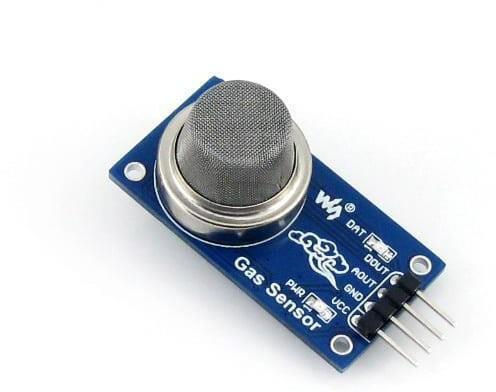 W®
DAT
DOUT
AOUT
GND
VCC
PWR
Gas Sensor